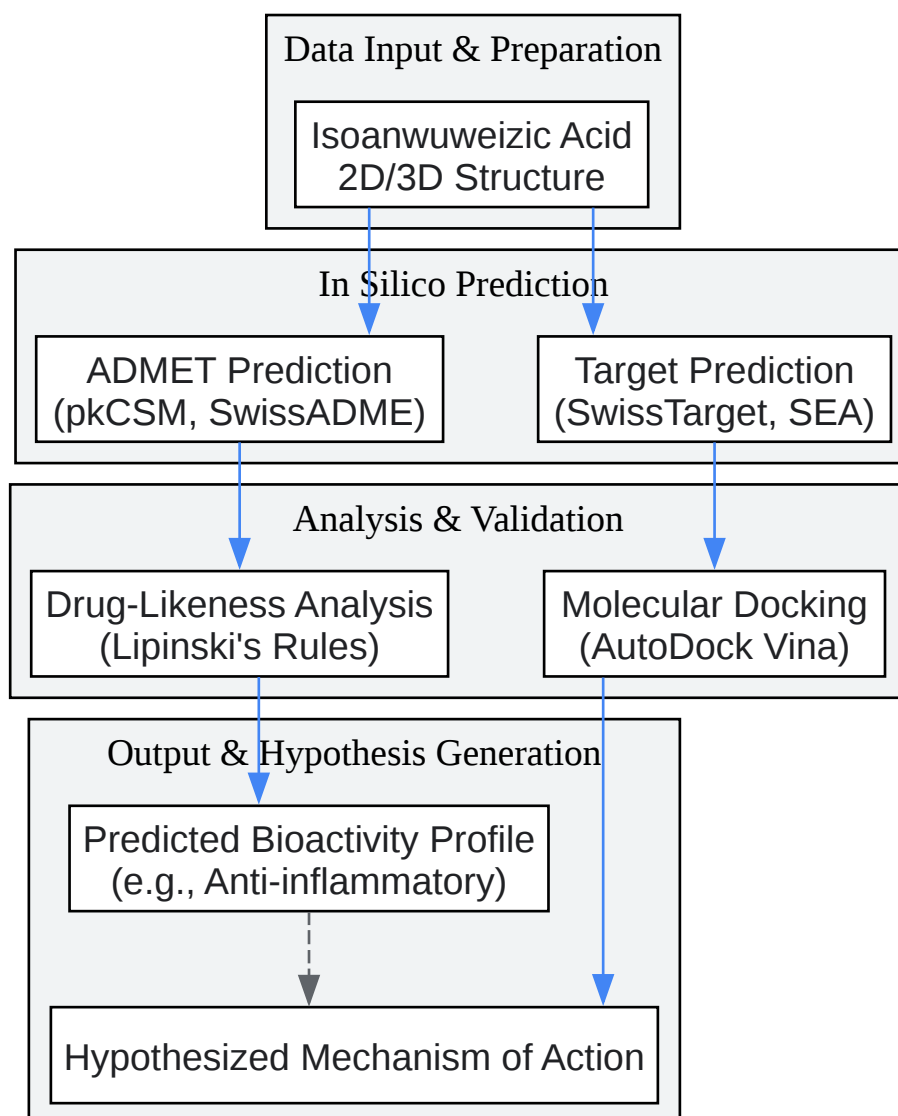 Data Input & Preparation
Isoanwuweizic Acid
2D/3D Structure
In Silico Prediction
ADMET Prediction
(pkCSM, SwissADME)
Target Prediction
(SwissTarget, SEA)
Analysis & Validation
Drug-Likeness Analysis
(Lipinski's Rules)
Molecular Docking
(AutoDock Vina)
Output & Hypothesis Generation
Predicted Bioactivity Profile
(e.g., Anti-inflammatory)
Hypothesized Mechanism of Action